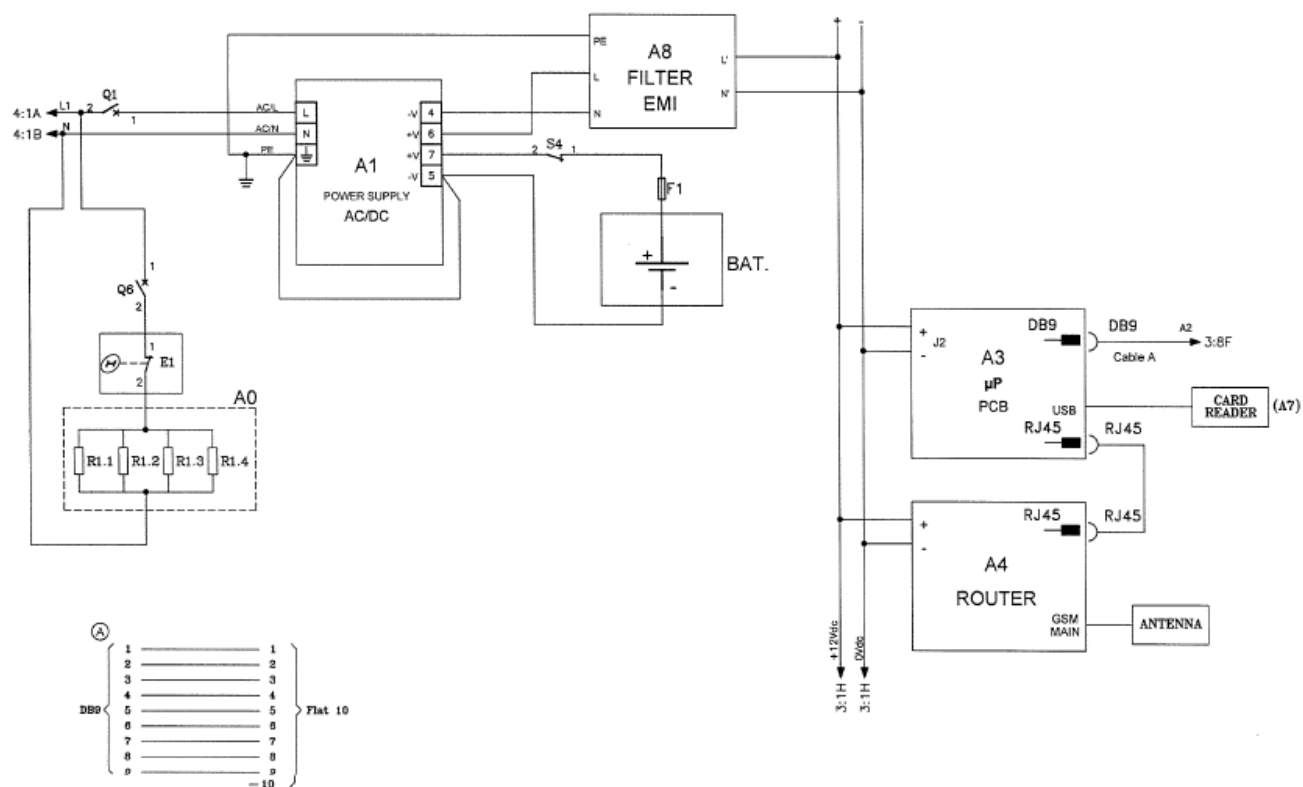 + -
PE
A8
FILTER
EMI
L
N
L'
N'
4:1A
L1
2
Q1
1
AC/L
L
4:1B
N
AC/N
N
PE
A1
POWER SUPPLY
AC/DC
-V 4
+V 6
+V 7
-V 5
2
S4
1
F1
+
-
BAT.
1
Q6
2
1
E1
2
A0
R1.1 R1.2 R1.3 R1.4
+
-
J2
A3
µP
PCB
DB9
DB9
A2
3:8F
Cable A
USB
CARD
READER
(A7)
RJ45
RJ45
+
-
A4
ROUTER
RJ45
RJ45
GSM
MAIN
ANTENNA
+12Vdc
0Vdc
3:1H
3:1H
A
DB9
1 1
2 2
3 3
4 4
5 5
6 6
7 7
8 8
9 9
-10
Flat 10